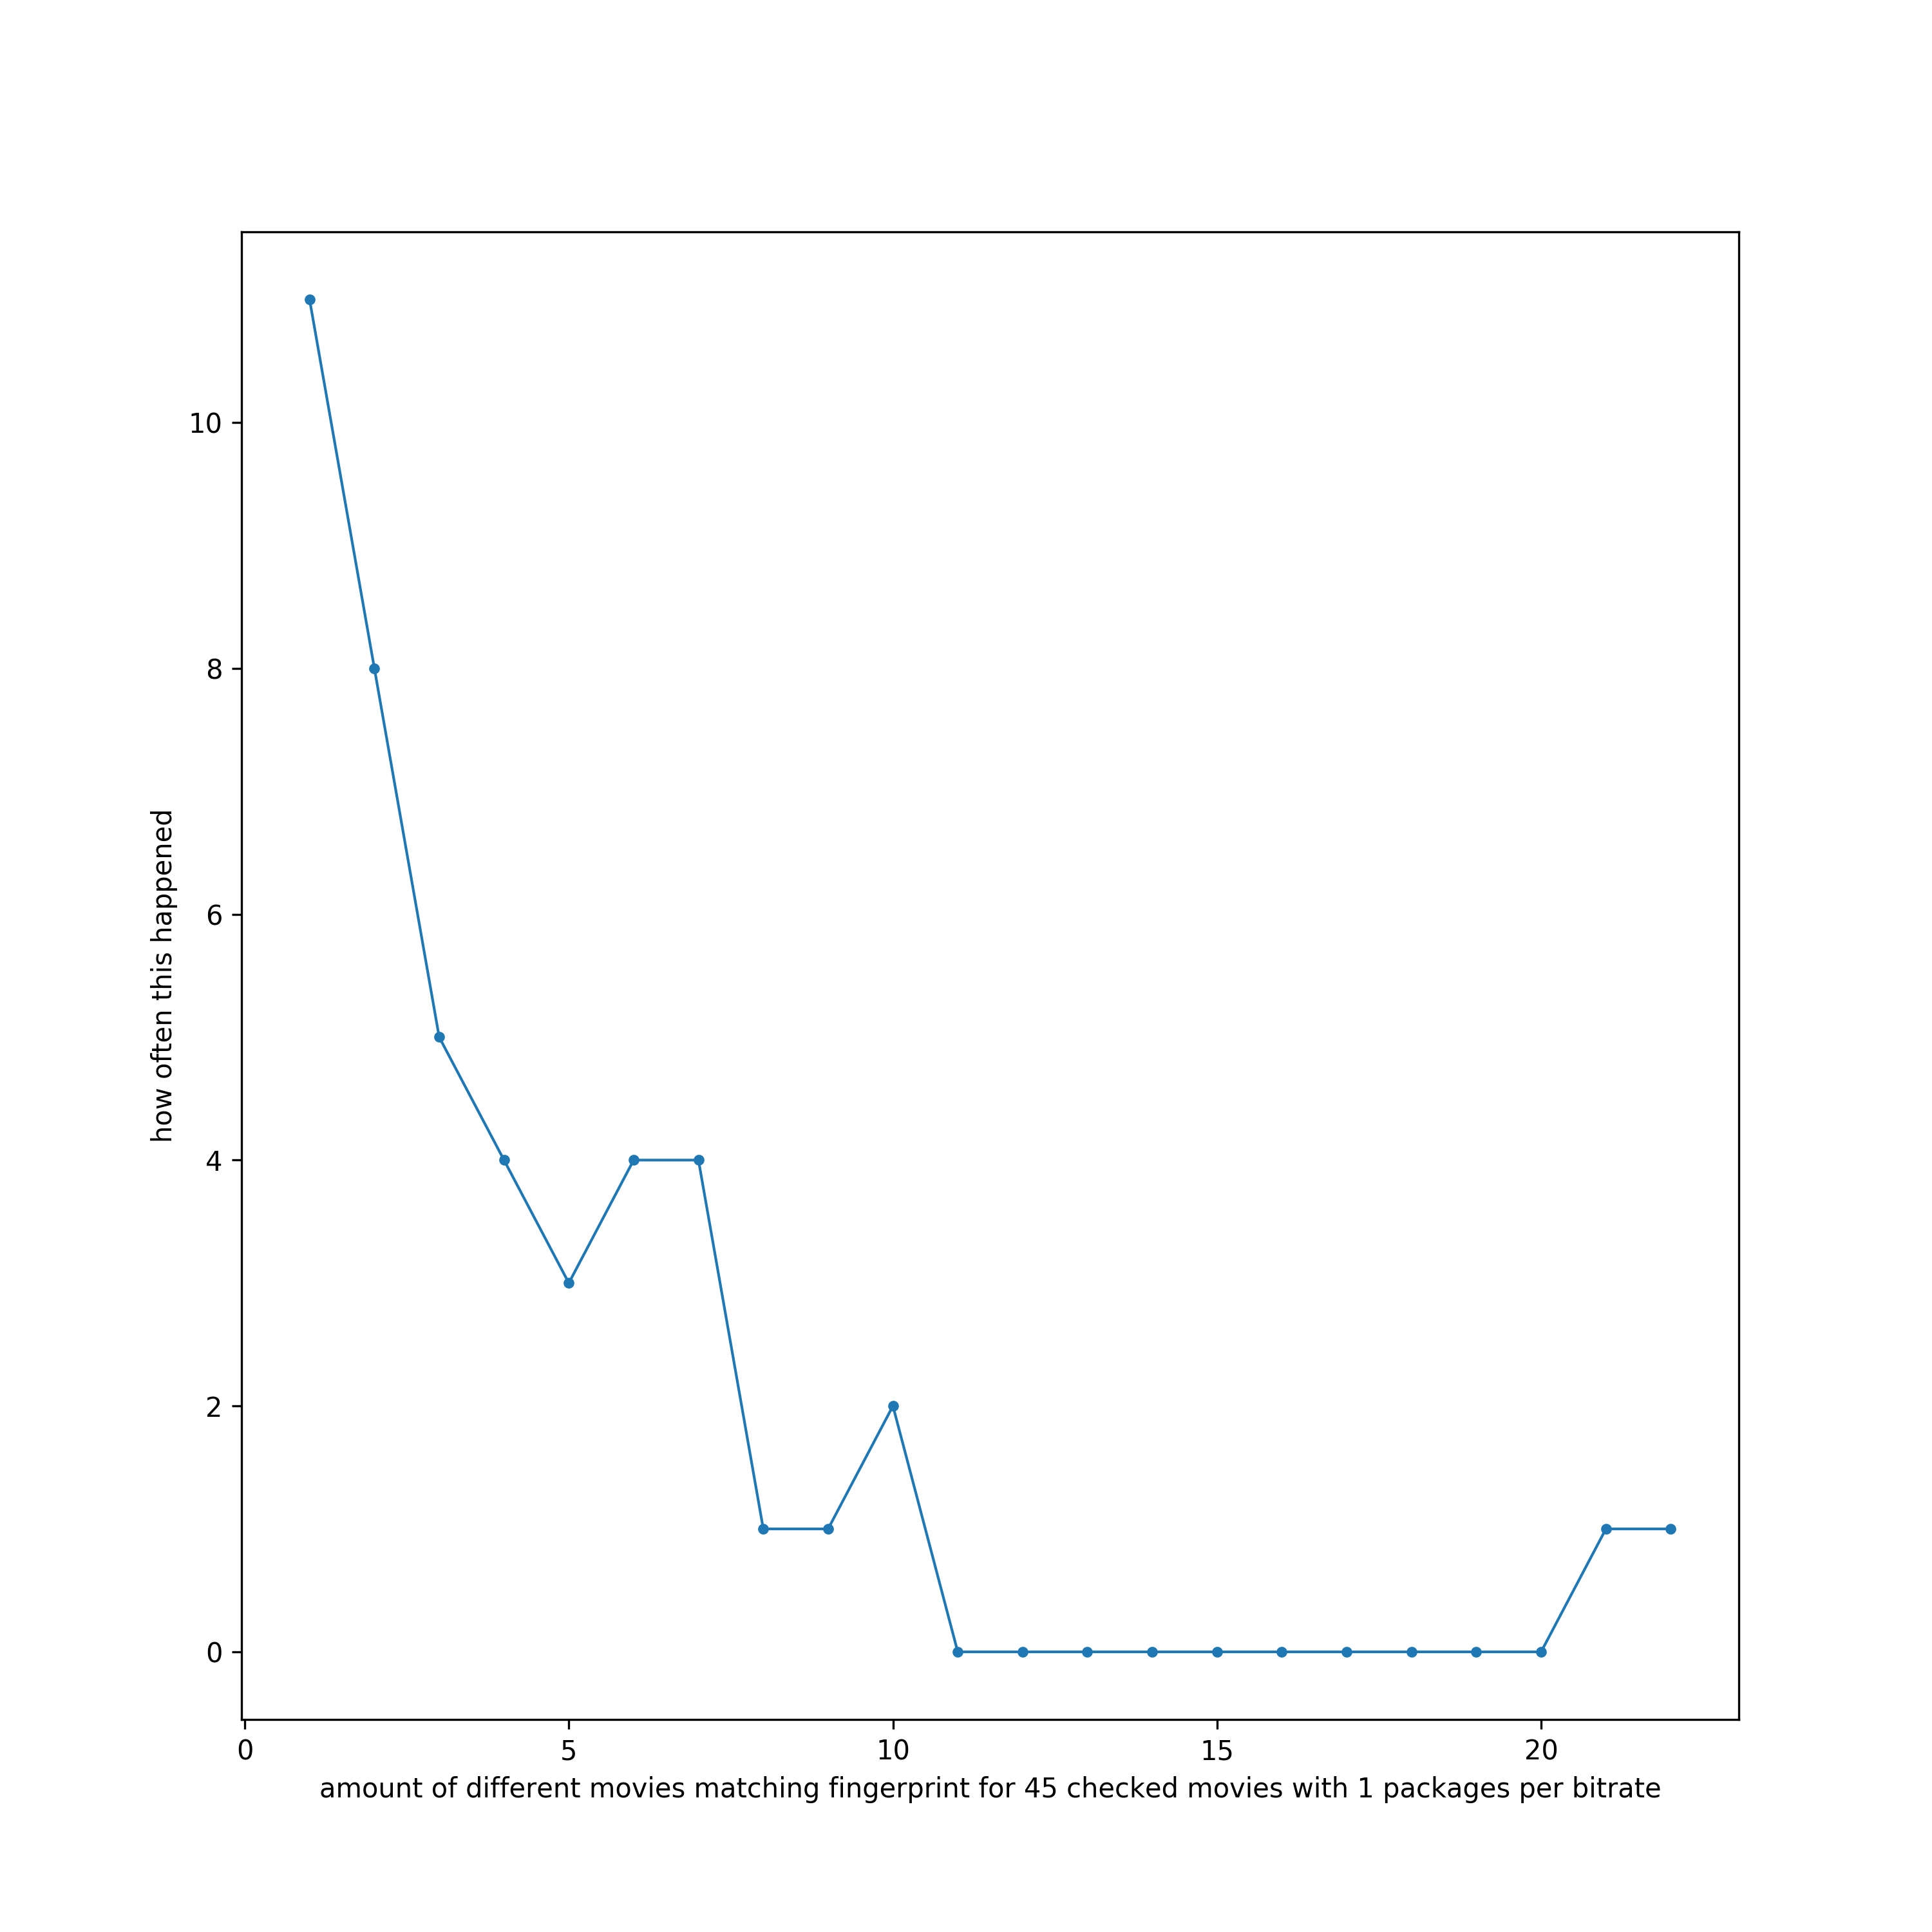 10
8
6
4
2
0
how often this happened
0 5 10 15 20
amount of different movies matching fingerprint for 45 checked movies with 1 packages per bitrate